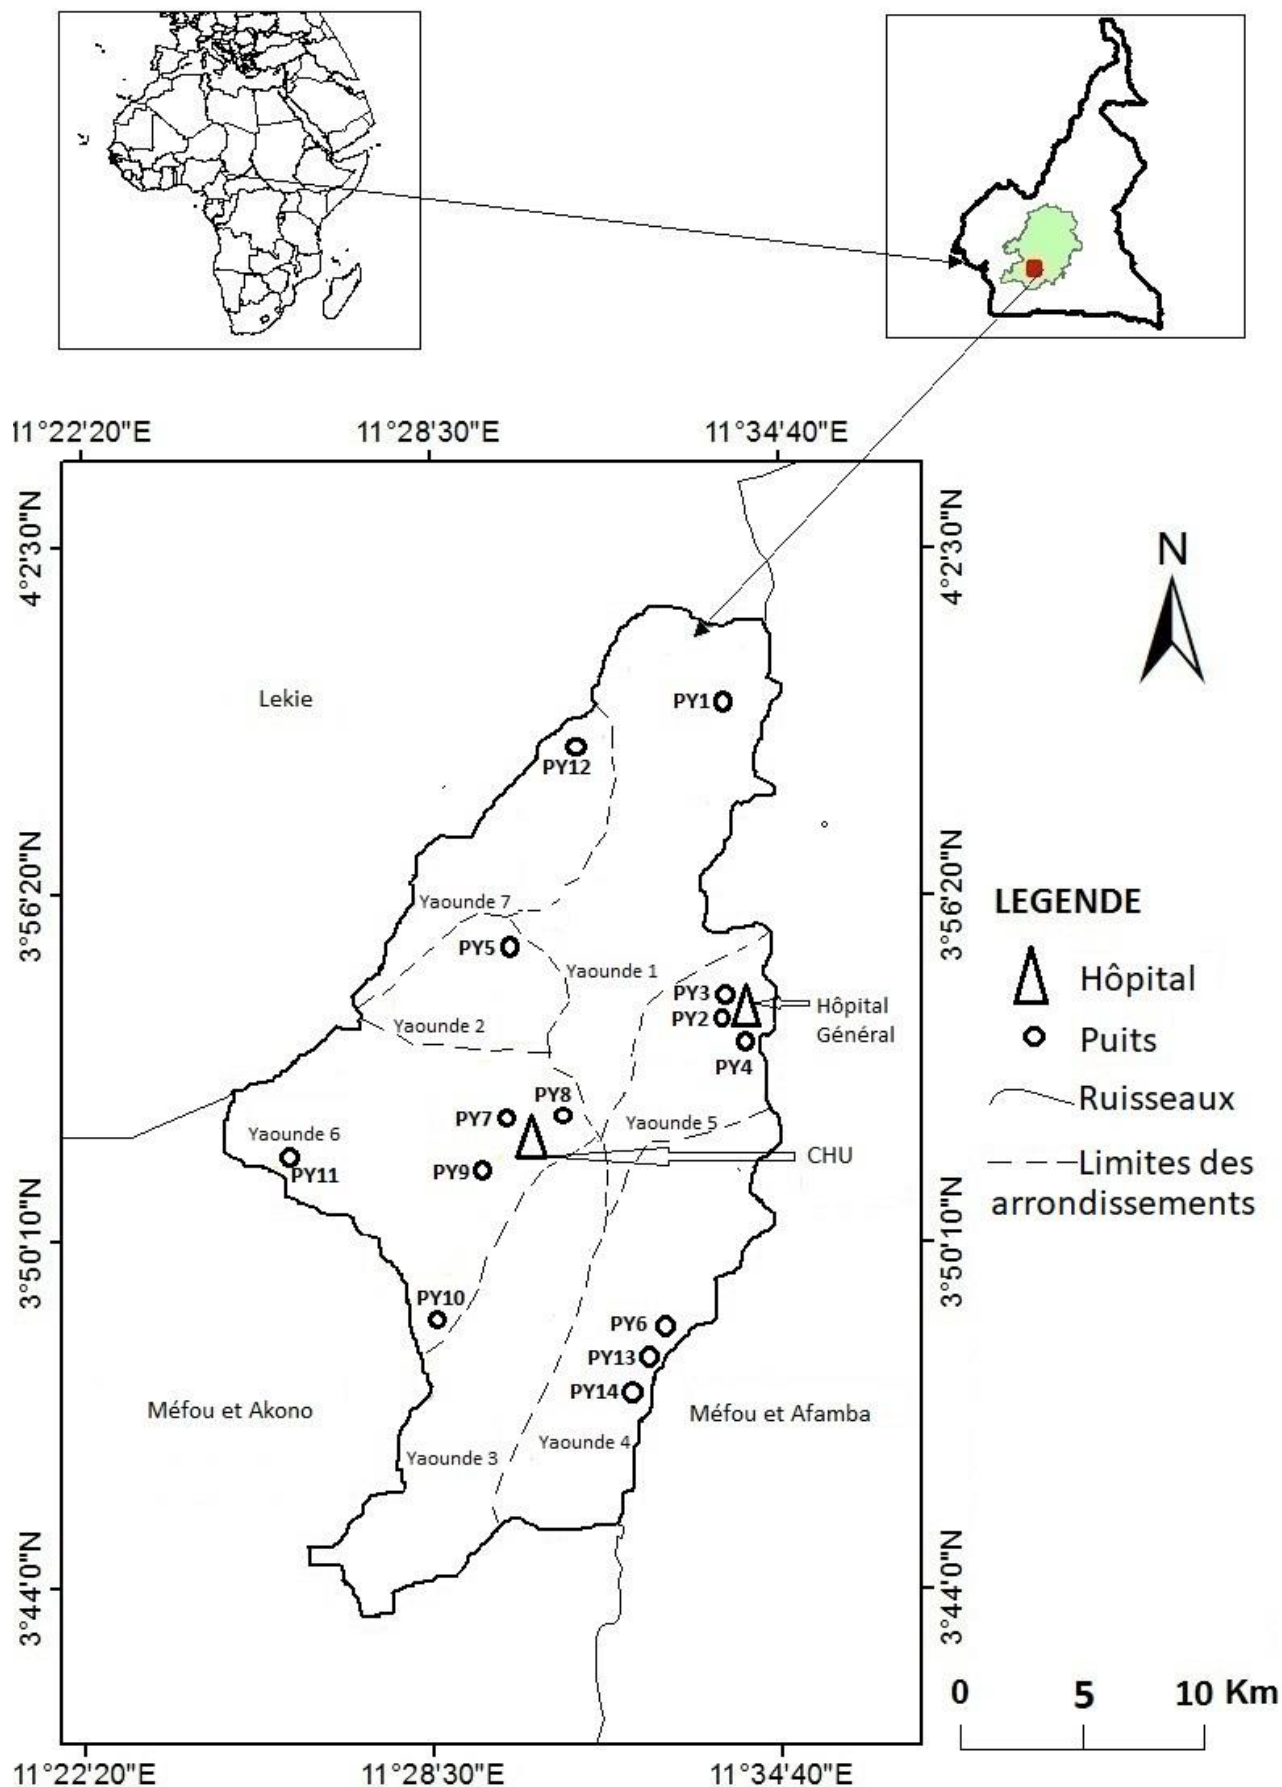 11°22'20"E
11°28'30"E
11°34'40"E
4°2'30"N
4°2'30"N
N
PY1
Lekie
PY12
3°56'20"N
3°56'20"N
LEGENDE
Yaounde 7
PY5
Yaounde 1
Hôpital
PY3
Hôpital
Général
PY2
Yaounde 2
Puits
PY4
PY8
Ruisseaux
PY7
Yaounde 5
Yaounde 6
CHU
Limites des
arrondissements
PY11
PY9
3°50'10"N
3°50'10"N
PY10
PY6
PY13
PY14
Méfou et Akono
Méfou et Afamba
Yaounde 4
Yaounde 3
3°44'0"N
3°44'0"N
0 5 10 Km
11°22'20"E
11°28'30"E
11°34'40"E